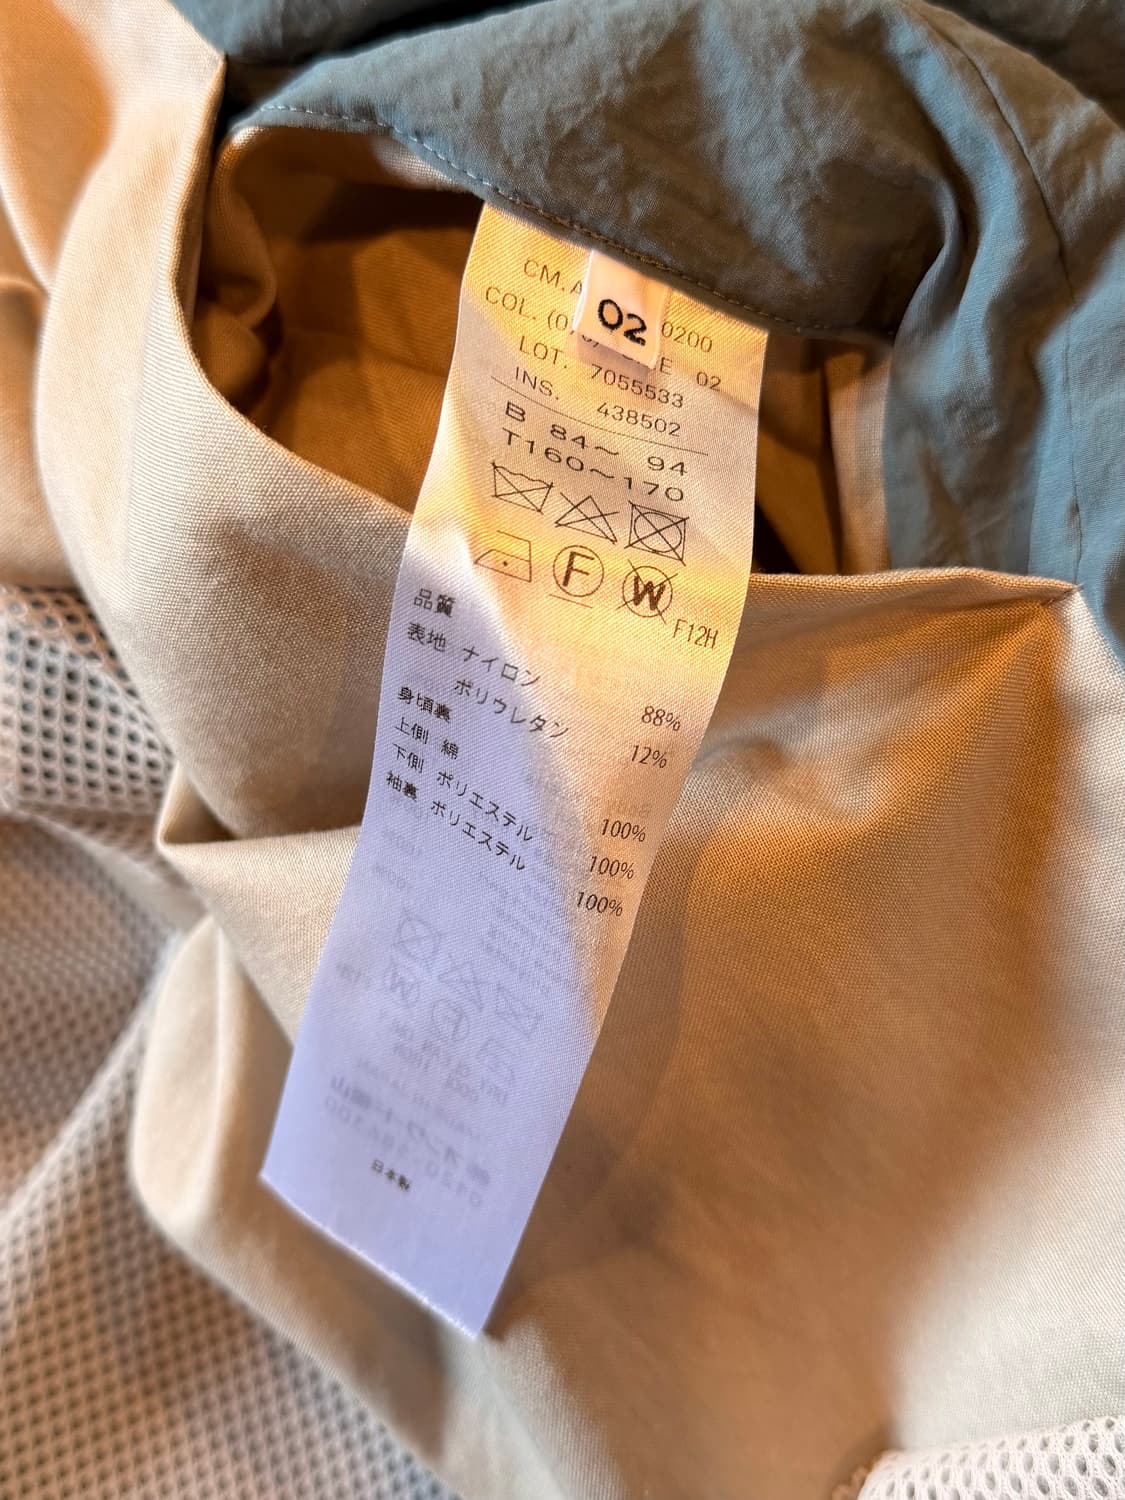 02
CM.A 0200
COL. E 02
LOT. 7055533
INS. 438502
B 84～ 94
T160～170
F W
F12H
品質
表地 ナイロン 88%
ポリウレタン 12%
身頃裏
上側 綿 100%
下側 ポリエステル 100%
袖裏 ポリエステル 100%
日本製